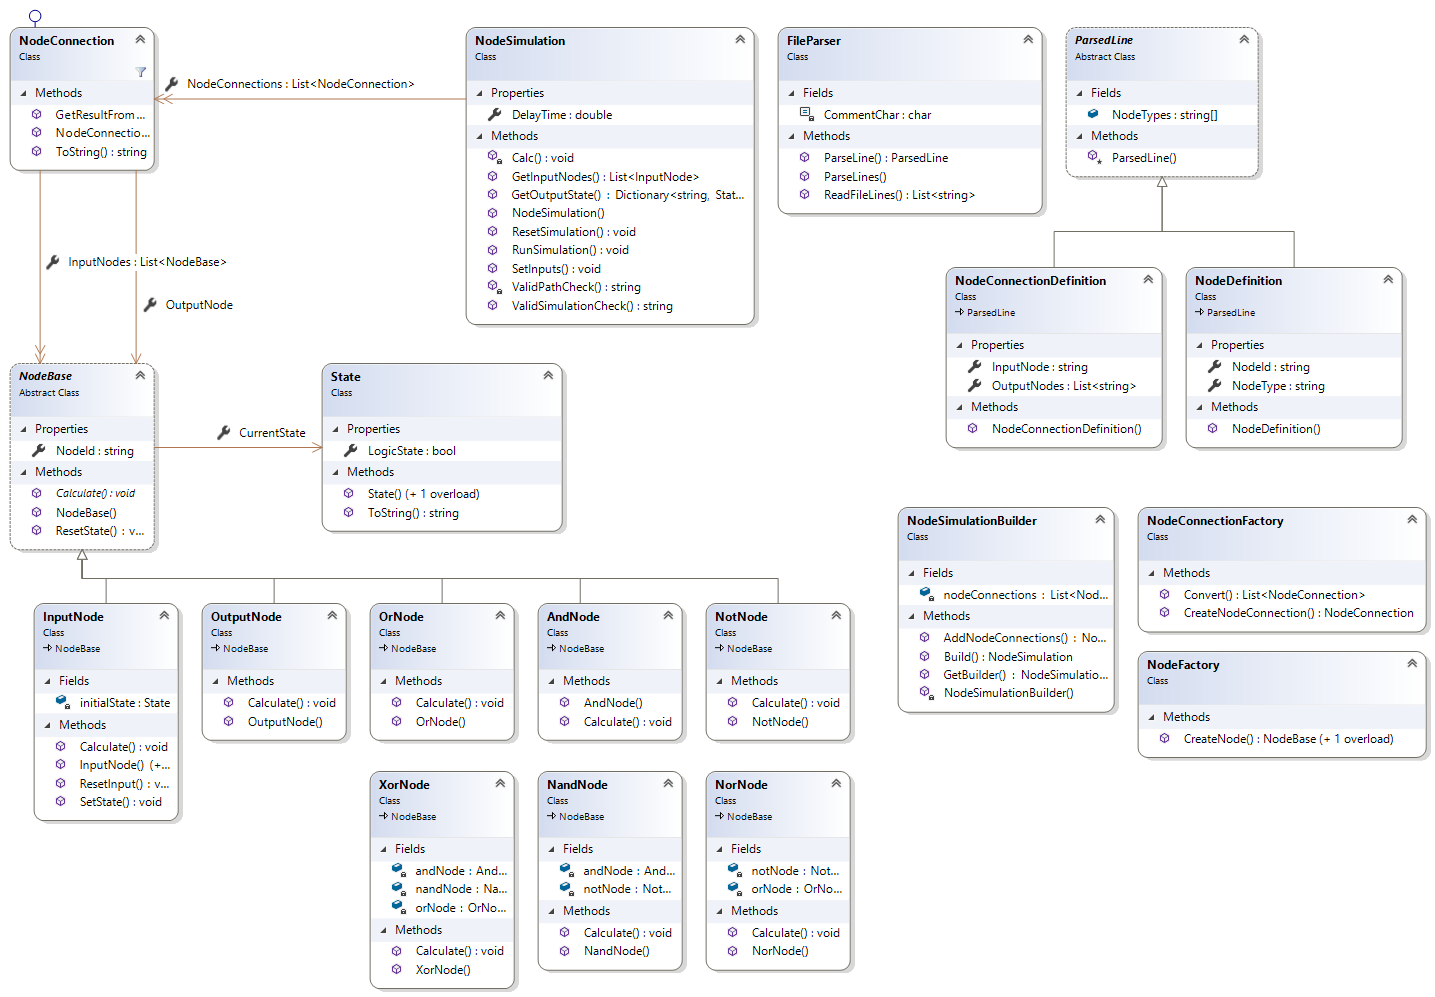 NodeConnection
Class
Methods
GetResultFrom...
NodeConnectio...
ToString() : string
NodeConnections : List<NodeConnection>
NodeSimulation
Class
Properties
DelayTime : double
Methods
Calc() : void
GetInputNodes() : List<InputNode>
GetOutputState() : Dictionary<string, Stat...
NodeSimulation()
ResetSimulation() : void
RunSimulation() : void
SetInputs() : void
ValidPathCheck() : string
ValidSimulationCheck() : string
FileParser
Class
Fields
CommentChar : char
Methods
ParseLine() : ParsedLine
ParseLines()
ReadFileLines() : List<string>
ParsedLine
Abstract Class
Fields
NodeTypes : string[]
Methods
ParsedLine()
InputNodes : List<NodeBase>
OutputNode
NodeConnectionDefinition
Class
ParsedLine
Properties
InputNode : string
OutputNodes : List<string>
Methods
NodeConnectionDefinition()
NodeDefinition
Class
ParsedLine
Properties
NodeId : string
NodeType : string
Methods
NodeDefinition()
NodeBase
Abstract Class
Properties
NodeId : string
Methods
Calculate() : void
NodeBase()
ResetState() : v...
CurrentState
State
Class
Properties
LogicState : bool
Methods
State() (+ 1 overload)
ToString() : string
NodeSimulationBuilder
Class
Fields
nodeConnections : List<Nod...
Methods
AddNodeConnections() : No...
Build() : NodeSimulation
GetBuilder() : NodeSimulatio...
NodeSimulationBuilder()
NodeConnectionFactory
Class
Methods
Convert() : List<NodeConnection>
CreateNodeConnection() : NodeConnection
NodeFactory
Class
Methods
CreateNode() : NodeBase (+ 1 overload)
InputNode
Class
NodeBase
Fields
initialState : State
Methods
Calculate() : void
InputNode() (+...
ResetInput() : v...
SetState() : void
OutputNode
Class
NodeBase
Methods
Calculate() : void
OutputNode()
OrNode
Class
NodeBase
Methods
Calculate() : void
OrNode()
AndNode
Class
NodeBase
Methods
AndNode()
Calculate() : void
NotNode
Class
NodeBase
Methods
Calculate() : void
NotNode()
XorNode
Class
NodeBase
Fields
andNode : And...
nandNode : Na...
orNode : OrNo...
Methods
Calculate() : void
XorNode()
NandNode
Class
NodeBase
Fields
andNode : And...
notNode : Not...
Methods
Calculate() : void
NandNode()
NorNode
Class
NodeBase
Fields
notNode : Not...
orNode : OrNo...
Methods
Calculate() : void
NorNode()